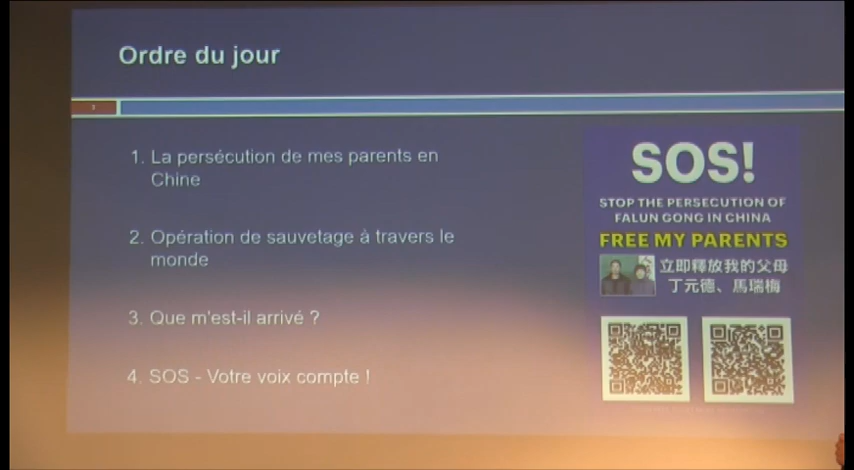 Ordre du jour
1. La persécution de mes parents en
Chine
2. Opération de sauvetage à travers le
monde
3. Que m'est-il arrivé ?
4. SOS - Votre voix compte !
SOS!
STOP THE PERSECUTION OF
FALUN GONG IN CHINA
FREE MY PARENTS
立即釋放我的父母
丁元德、馬瑞梅